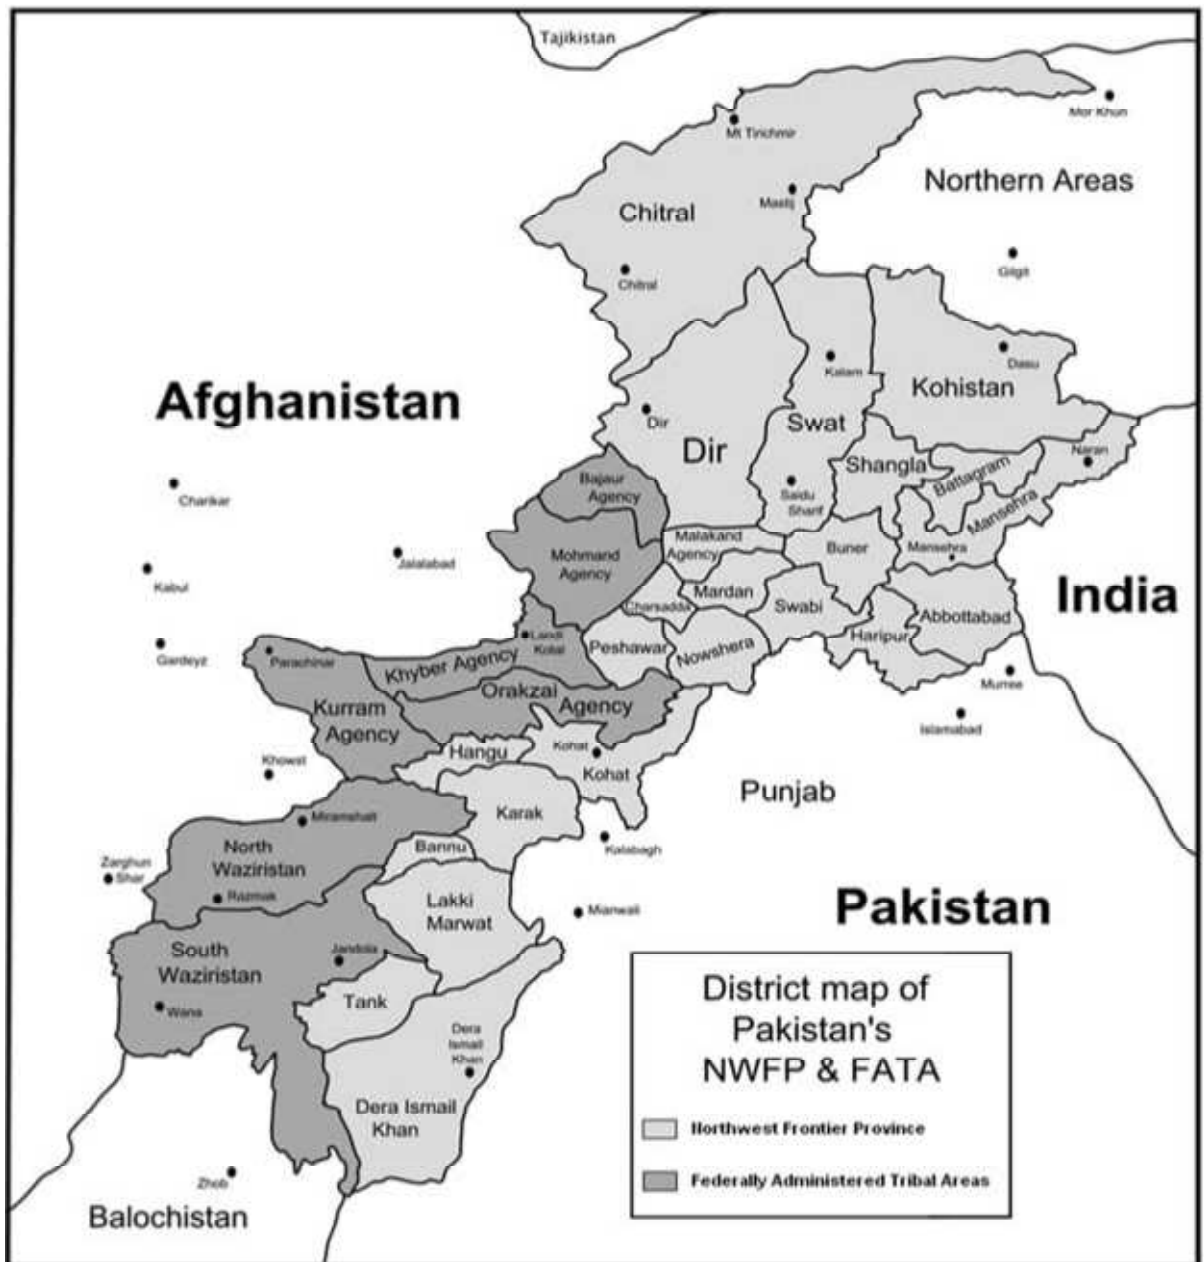 Tajikistan
Mor Khun
Mt Tirichmir
Northern Areas
Mastij
Chitral
Gilgit
Chitral
Dasu
Kalam
Kohistan
Afghanistan
Dir
Swat
Dir
Naran
Shangla
Battagram
Bajaur
Agency
Saidu
Sharif
Mansehra
Charikar
Malakand
Agency
Buner
Mansehra
Mohmand
Agency
Jalalabad
Kabul
India
Mardan
Charsadda
Swabi
Abbottabad
Landi
Kotal
Haripur
Peshawar
Nowshera
Gardeyz
Parachinar
Khyber Agency
Murree
Orakzai
Agency
Kurram
Agency
Islamabad
Hangu
Kohat
Khowst
Kohat
Punjab
Karak
Miramshah
Kalabagh
North
Waziristan
Bannu
Zarghun
Shar
Razmak
Lakki
Marwat
Mianwali
Pakistan
South
Waziristan
Jandola
Tank
Wana
Dera
Ismail
Khan
Dera Ismail
Khan
Zhob
Balochistan
District map of
Pakistan's
NWFP & FATA
Northwest Frontier Province
Federally Administered Tribal Areas